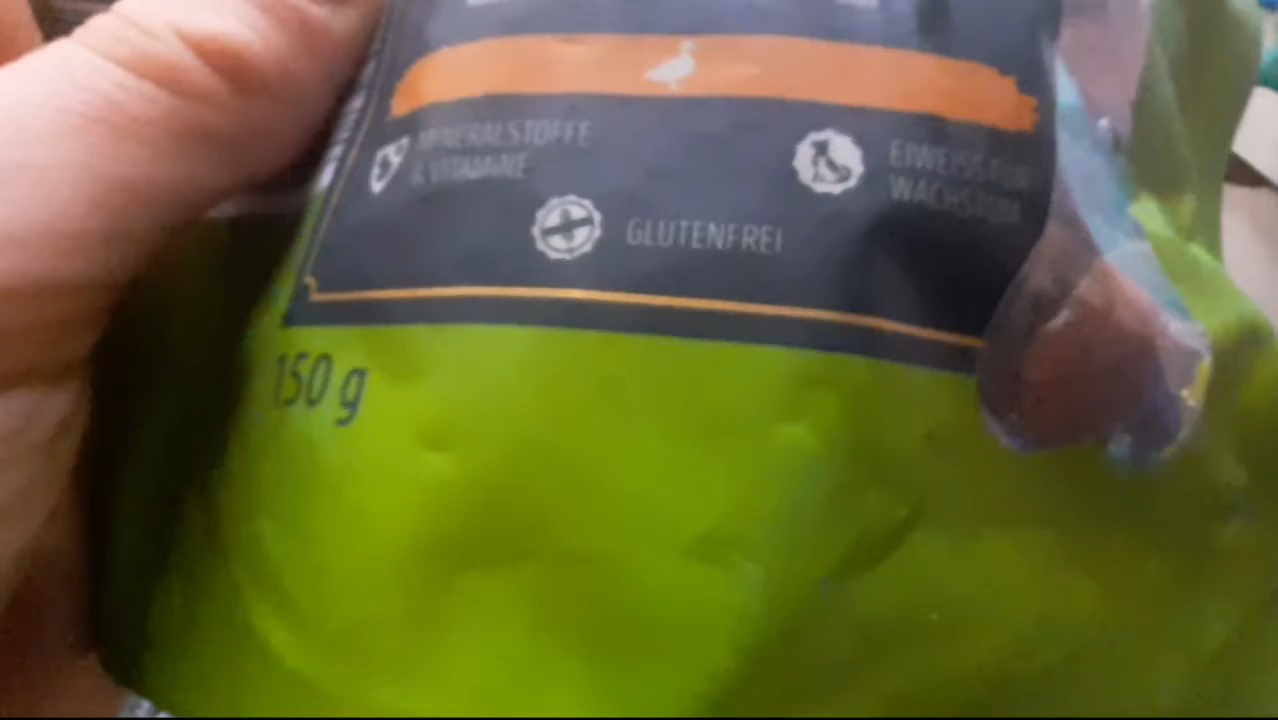 MINERALSTOFFE
& VITAMINE
EIWEISS FÜR
WACHSTUM
GLUTENFREI
150 g